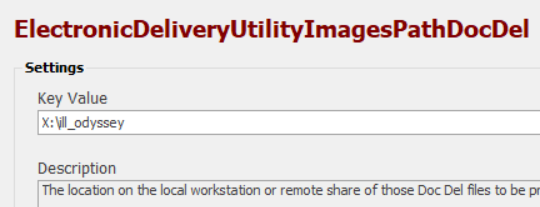 ElectronicDeliveryUtilityImagesPathDocDel
Settings
Key Value
X:\ill_odyssey
Description
The location on the local workstation or remote share of those Doc Del files to be